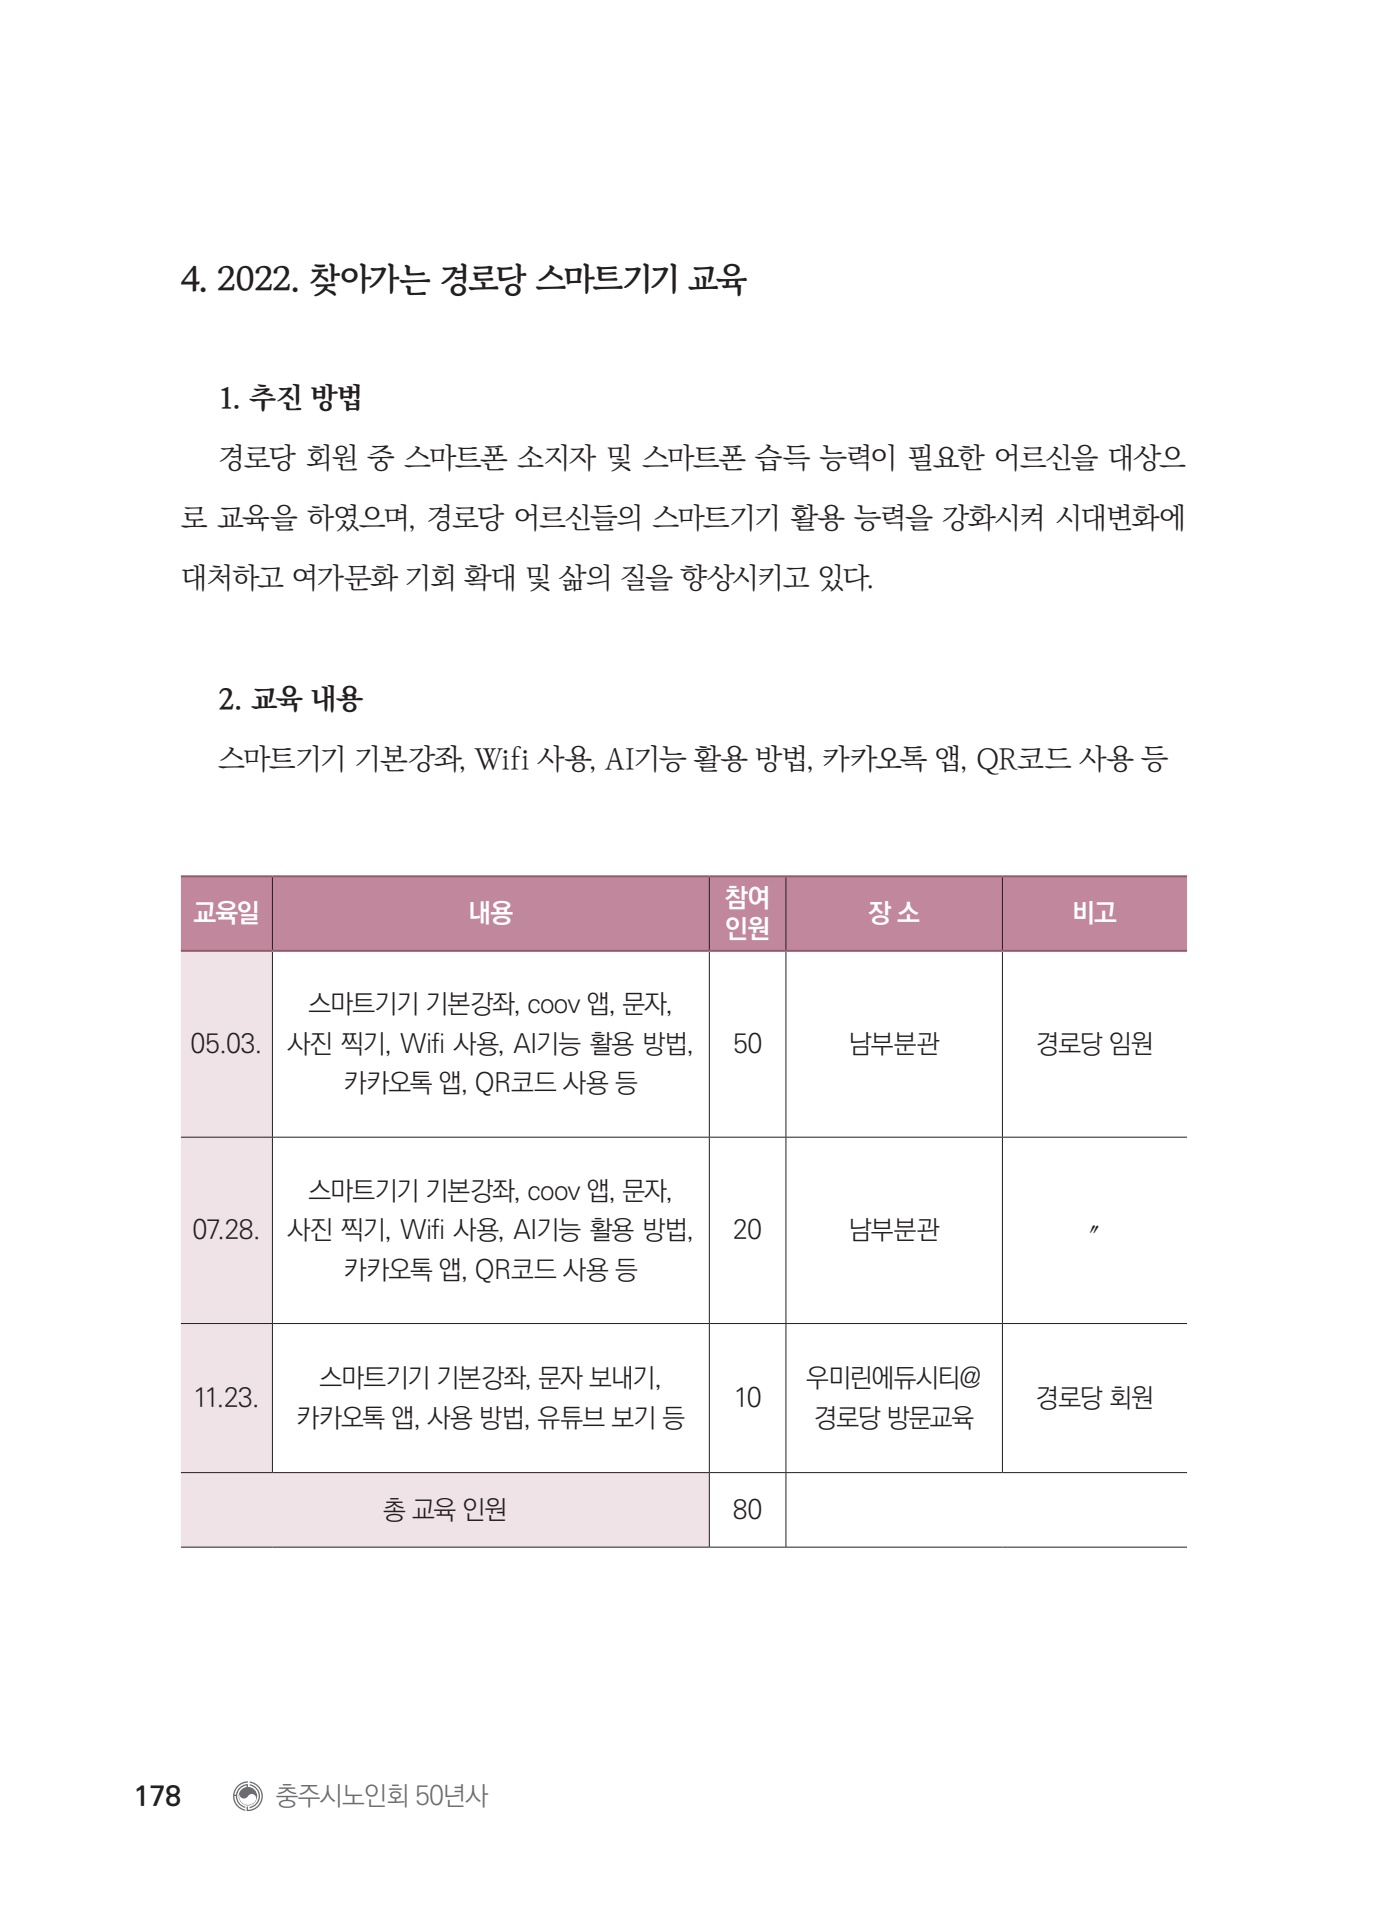 4. 2022. 찾아가는 경로당 스마트기기 교육
1. 추진 방법
경로당 회원 중 스마트폰 소지자 및 스마트폰 습득 능력이 필요한 어르신을 대상으
로 교육을 하였으며, 경로당 어르신들의 스마트기기 활용 능력을 강화시켜 시대변화에
대처하고 여가문화 기회 확대 및 삶의 질을 향상시키고 있다.
2. 교육 내용
스마트기기 기본강좌, Wifi 사용, AI기능 활용 방법, 카카오톡 앱, QR코드 사용 등
교육일 내용 참여 장 소 비고
인원
스마트기기 기본강좌, coov 앱, 문자,
05.03. 사진 찍기, Wifi 사용, AI기능 활용 방법, 50 남부분관 경로당 임원
카카오톡 앱, QR코드 사용 등
스마트기기 기본강좌, coov 앱, 문자,
07.28. 사진 찍기, Wifi 사용, AI기능 활용 방법, 20 남부분관 〃
카카오톡 앱, QR코드 사용 등
스마트기기 기본강좌, 문자 보내기, 우미린에듀시티@
11.23. 10 경로당 회원
카카오톡 앱, 사용 방법, 유튜브 보기 등 경로당 방문교육
총 교육 인원 80
178 충주시노인회 50년사